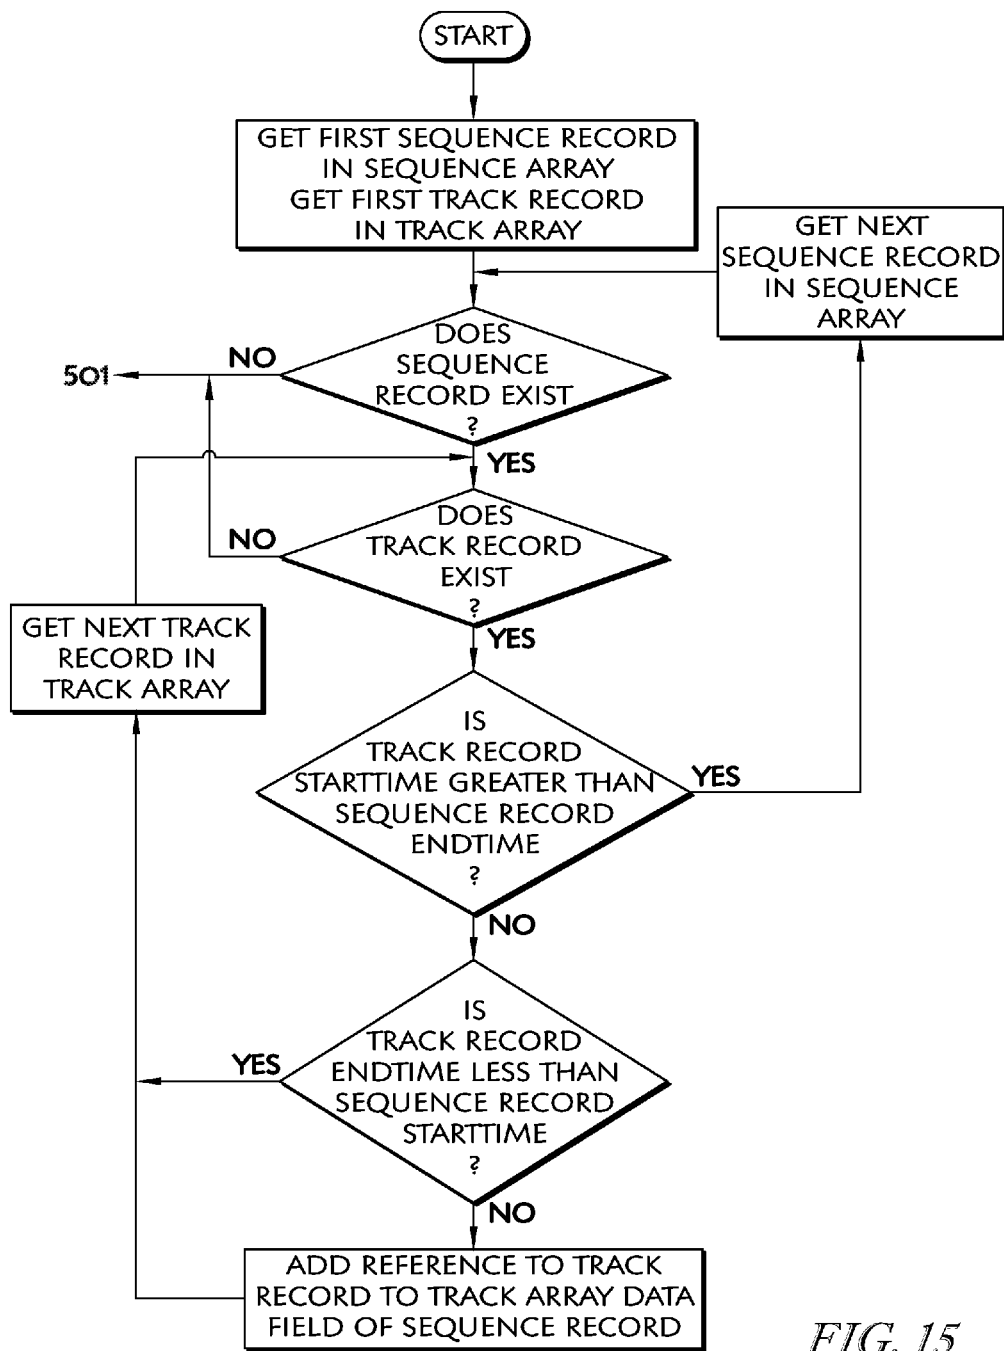 START
GET FIRST SEQUENCE RECORD
IN SEQUENCE ARRAY
GET FIRST TRACK RECORD
IN TRACK ARRAY
GET NEXT
SEQUENCE RECORD
IN SEQUENCE
ARRAY
DOES
SEQUENCE
RECORD EXIST
?
NO
501
YES
DOES
TRACK RECORD
EXIST
?
NO
YES
GET NEXT TRACK
RECORD IN
TRACK ARRAY
IS
TRACK RECORD
STARTTIME GREATER THAN
SEQUENCE RECORD
ENDTIME
?
YES
NO
IS
TRACK RECORD
ENDTIME LESS THAN
SEQUENCE RECORD
STARTTIME
?
YES
NO
ADD REFERENCE TO TRACK
RECORD TO TRACK ARRAY DATA
FIELD OF SEQUENCE RECORD
FIG. 15